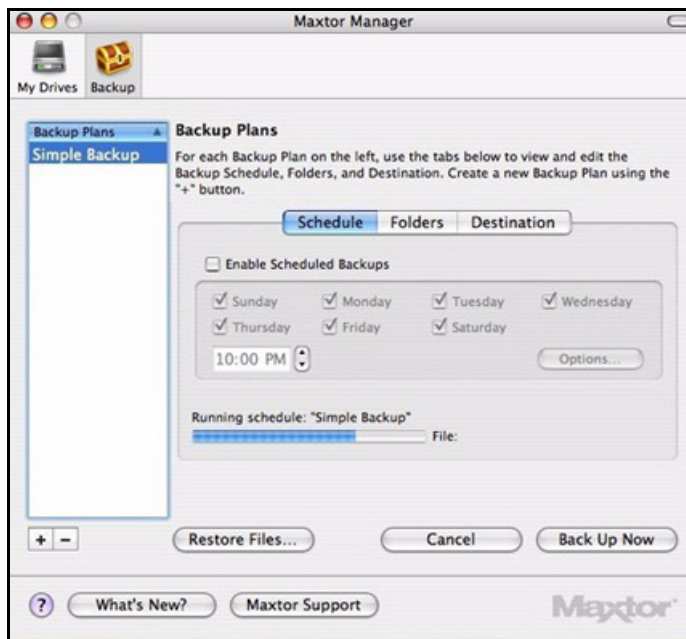 Maxtor Manager
My Drives
Backup
Backup Plans
Simple Backup
Backup Plans
For each Backup Plan on the left, use the tabs below to view and edit the
Backup Schedule, Folders, and Destination. Create a new Backup Plan using the
"+" button.
Schedule Folders Destination
Enable Scheduled Backups
Sunday Monday Tuesday Wednesday
Thursday Friday Saturday
10:00 PM Options...
Running schedule: "Simple Backup"
File:
+ − Restore Files... Cancel Back Up Now
? What's New? Maxtor Support Maxtor